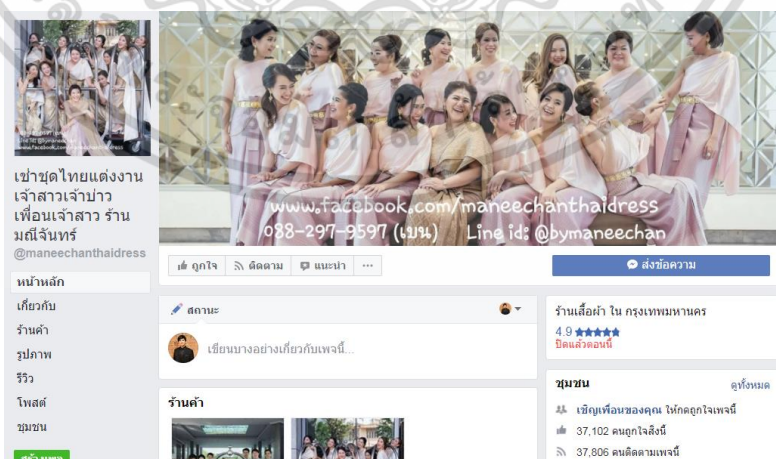 www.facebook.com/maneechanthaidress
088-297-9597 (เบน) Line id: @bymaneechan
เช่าชุดไทยแต่งงาน
เจ้าสาวเจ้าบ่าว
เพื่อนเจ้าสาว ร้าน
มณีจันทร์
@maneechanthaidress
หน้าหลัก
เกี่ยวกับ
ร้านค้า
รูปภาพ
รีวิว
โพสต์
ชุมชน
สร้างเพจ
ถูกใจ ติดตาม แนะนำ ...
ส่งข้อความ
สถานะ
เขียนบางอย่างเกี่ยวกับเพจนี้...
ร้านค้า
ร้านเสื้อผ้า ใน กรุงเทพมหานคร
4.9 ★★★★★
ปิดแล้วตอนนี้
ชุมชน ดูทั้งหมด
เชิญเพื่อนของคุณ ให้กดถูกใจเพจนี้
37,102 คนถูกใจสิ่งนี้
37,806 คนติดตามเพจนี้